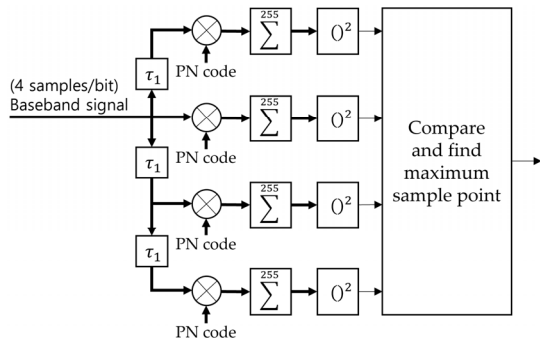 255
∑
()²
τ₁
PN code
(4 samples/bit)
Baseband signal
255
∑
()²
τ₁
PN code
Compare
and find
maximum
sample point
255
∑
()²
PN code
τ₁
255
∑
()²
PN code